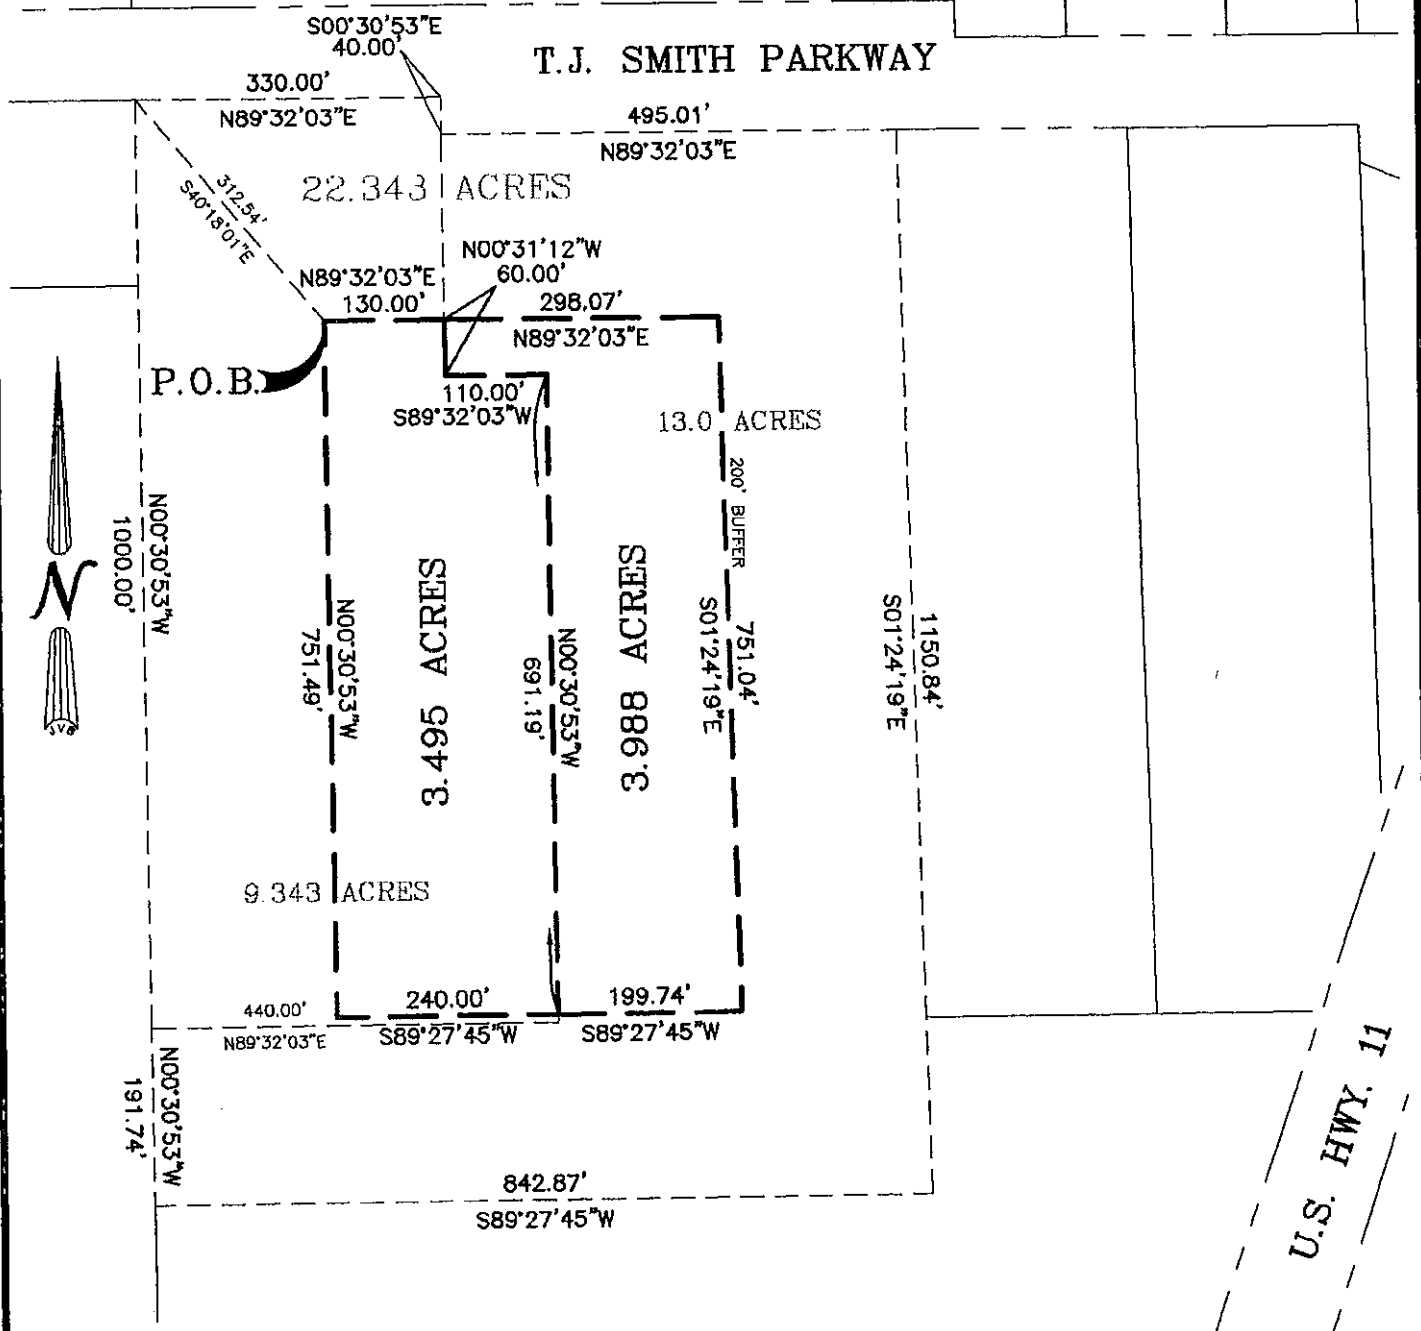 S00°30'53"E
40.00'
T.J. SMITH PARKWAY
330.00'
N89°32'03"E
495.01'
N89°32'03"E
312.54'
S40°18'01"E
22.343 ACRES
N00°31'12"W
60.00'
N89°32'03"E
130.00'
298.07'
N89°32'03"E
P.O.B.
110.00'
S89°32'03"W
13.0 ACRES
200' BUFFER
N
N00°30'53"W
1000.00'
N00°30'53"W
751.49'
3.495 ACRES
N00°30'53"W
691.19'
3.988 ACRES
751.04'
S01°24'19"E
1150.84'
S01°24'19"E
9.343 ACRES
440.00'
N89°32'03"E
240.00'
S89°27'45"W
199.74'
S89°27'45"W
N00°30'53"W
191.74'
842.87'
S89°27'45"W
U.S. HWY. 11